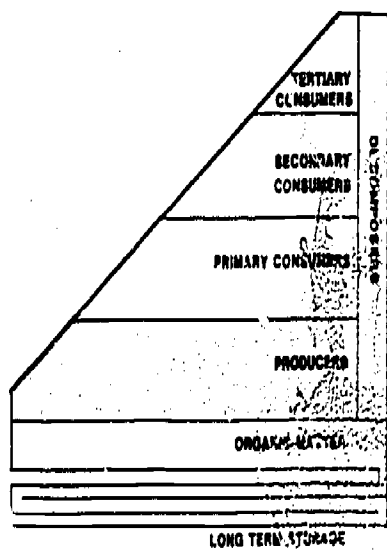 TERTIARY
CONSUMERS
SECONDARY
CONSUMERS
PRIMARY CONSUMERS
PRODUCERS
ORGANIC MATTER
LONG TERM STORAGE
DECOMPOSERS